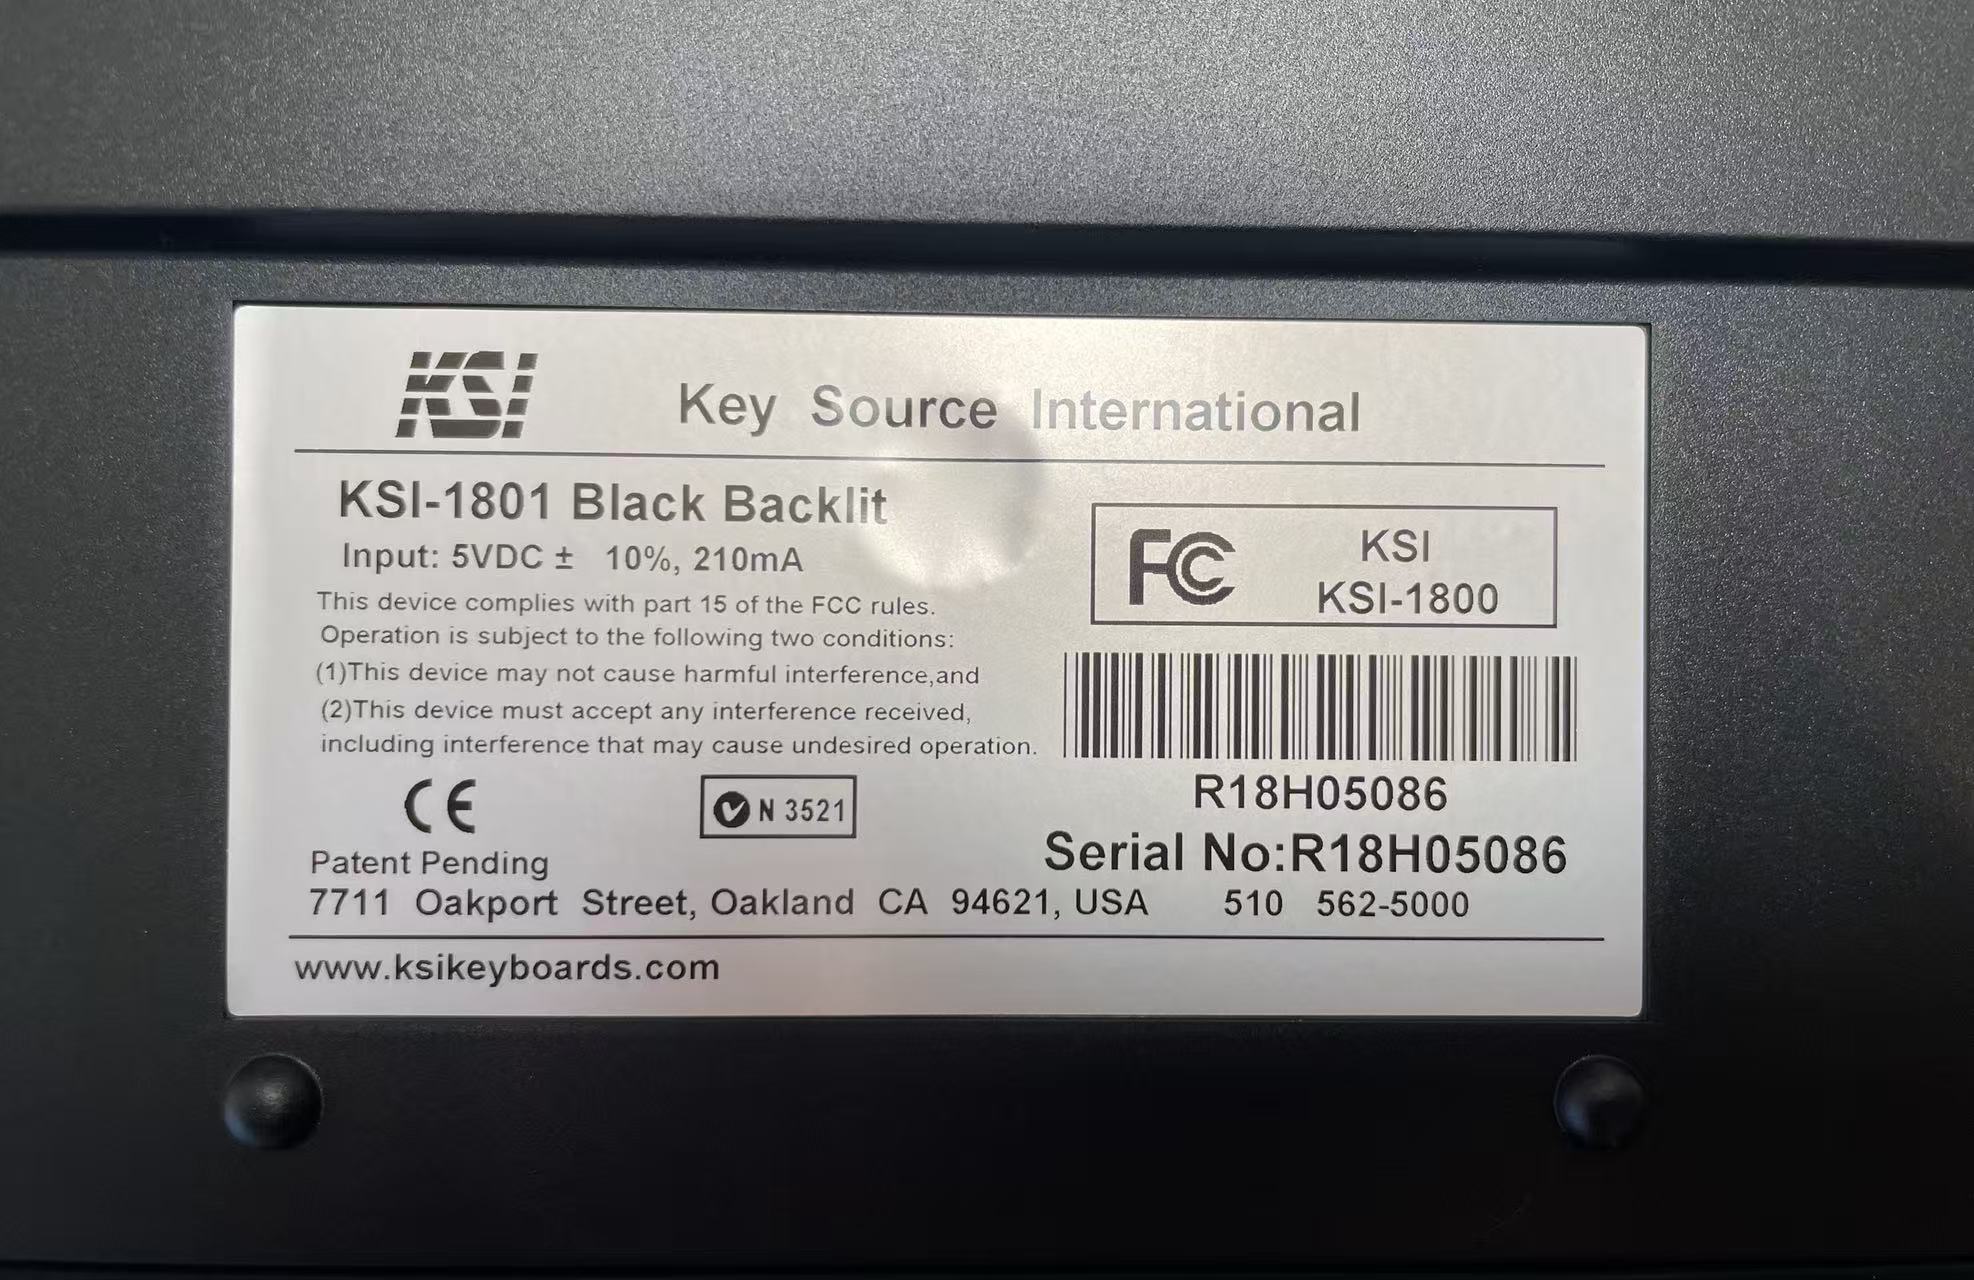 KSI Key Source International
KSI-1801 Black Backlit
Input: 5VDC ± 10%, 210mA
This device complies with part 15 of the FCC rules.
Operation is subject to the following two conditions:
(1)This device may not cause harmful interference,and
(2)This device must accept any interference received,
including interference that may cause undesired operation.
FC KSI
KSI-1800
R18H05086
Serial No:R18H05086
CE
N 3521
Patent Pending
7711 Oakport Street, Oakland CA 94621, USA 510 562-5000
www.ksikeyboards.com